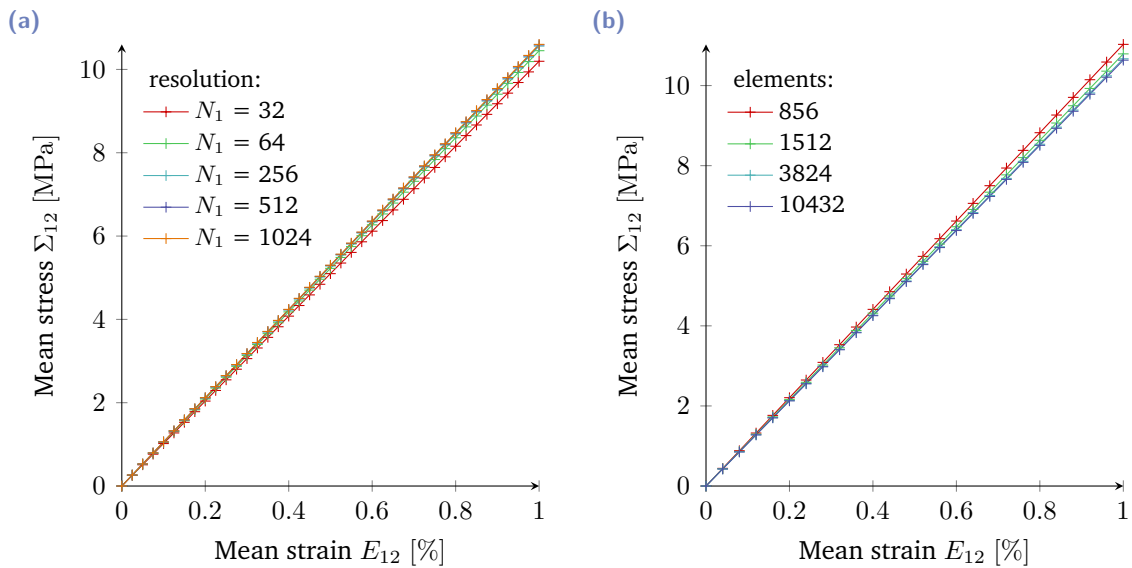 (a)
resolution:
N₁ = 32
N₁ = 64
N₁ = 256
N₁ = 512
N₁ = 1024
Mean stress Σ₁₂ [MPa]
10
8
6
4
2
0
0 0.2 0.4 0.6 0.8 1
Mean strain E₁₂ [%]
(b)
elements:
856
1512
3824
10432
Mean stress Σ₁₂ [MPa]
10
8
6
4
2
0
0 0.2 0.4 0.6 0.8 1
Mean strain E₁₂ [%]